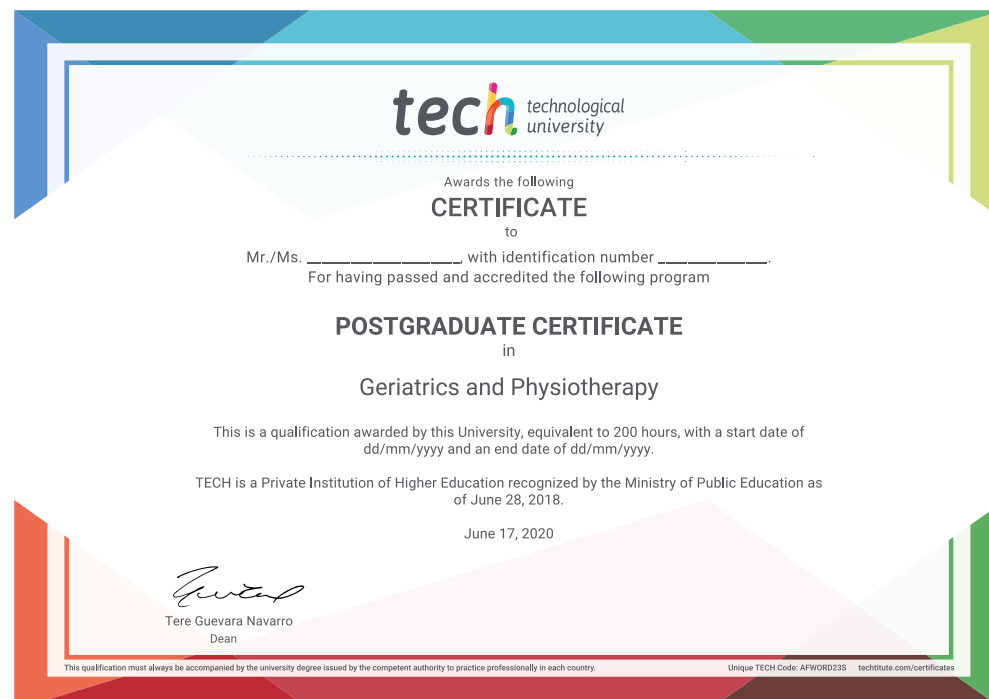 tech technological
university
Awards the following
CERTIFICATE
to
Mr./Ms. ____________________, with identification number ______________.
For having passed and accredited the following program
POSTGRADUATE CERTIFICATE
in
Geriatrics and Physiotherapy
This is a qualification awarded by this University, equivalent to 200 hours, with a start date of
dd/mm/yyyy and an end date of dd/mm/yyyy.
TECH is a Private Institution of Higher Education recognized by the Ministry of Public Education as
of June 28, 2018.
June 17, 2020
Tere Guevara Navarro
Dean
This qualification must always be accompanied by the university degree issued by the competent authority to practice professionally in each country.
Unique TECH Code: AFWORD23S techtitute.com/certificates